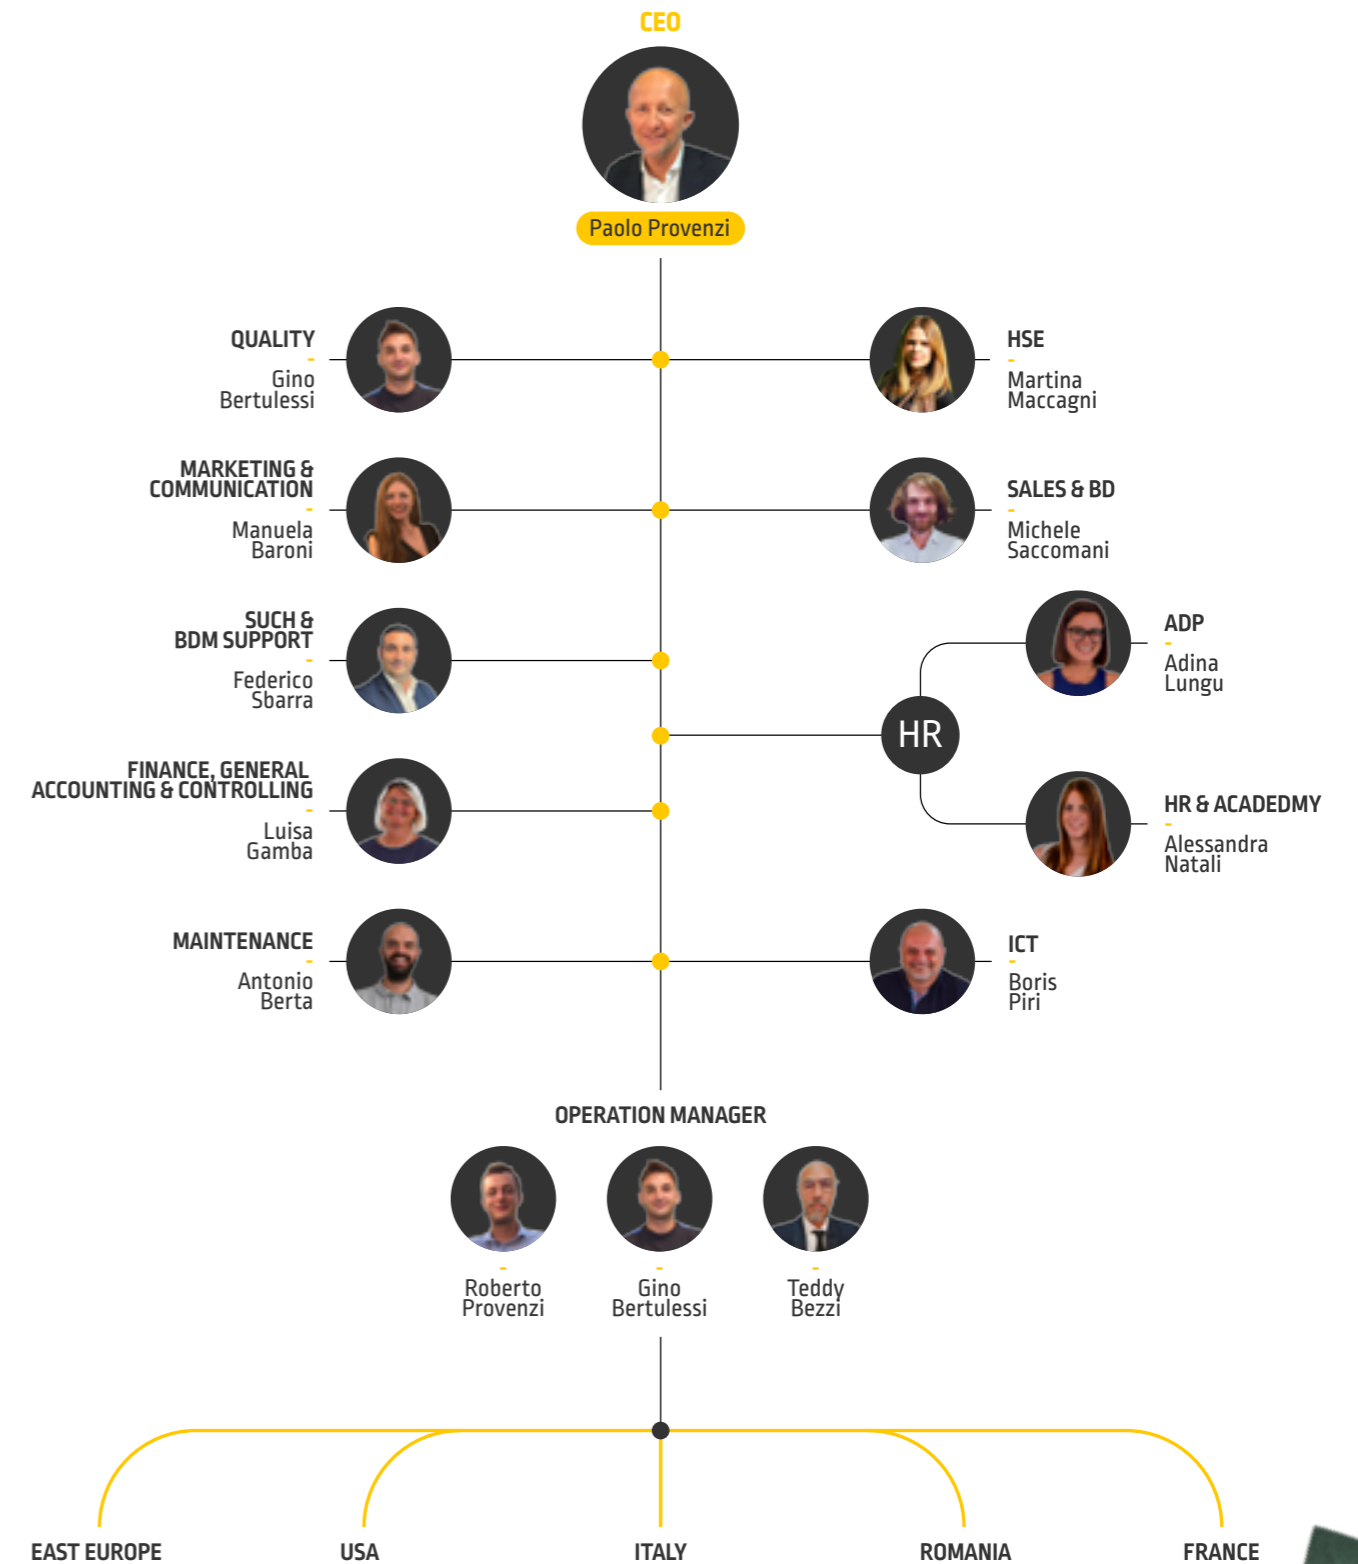 CEO
Paolo Provenzi
QUALITY
-
Gino
Bertulessi
HSE
-
Martina
Maccagni
MARKETING &
COMMUNICATION
-
Manuela
Baroni
SALES & BD
-
Michele
Saccomani
SUCH &
BDM SUPPORT
-
Federico
Sbarra
ADP
-
Adina
Lungu
HR
FINANCE, GENERAL
ACCOUNTING & CONTROLLING
-
Luisa
Gamba
HR & ACADEDMY
-
Alessandra
Natali
MAINTENANCE
-
Antonio
Berta
ICT
-
Boris
Piri
OPERATION MANAGER
-
Roberto
Provenzi
-
Gino
Bertulessi
-
Teddy
Bezzi
EAST EUROPE
USA
ITALY
ROMANIA
FRANCE